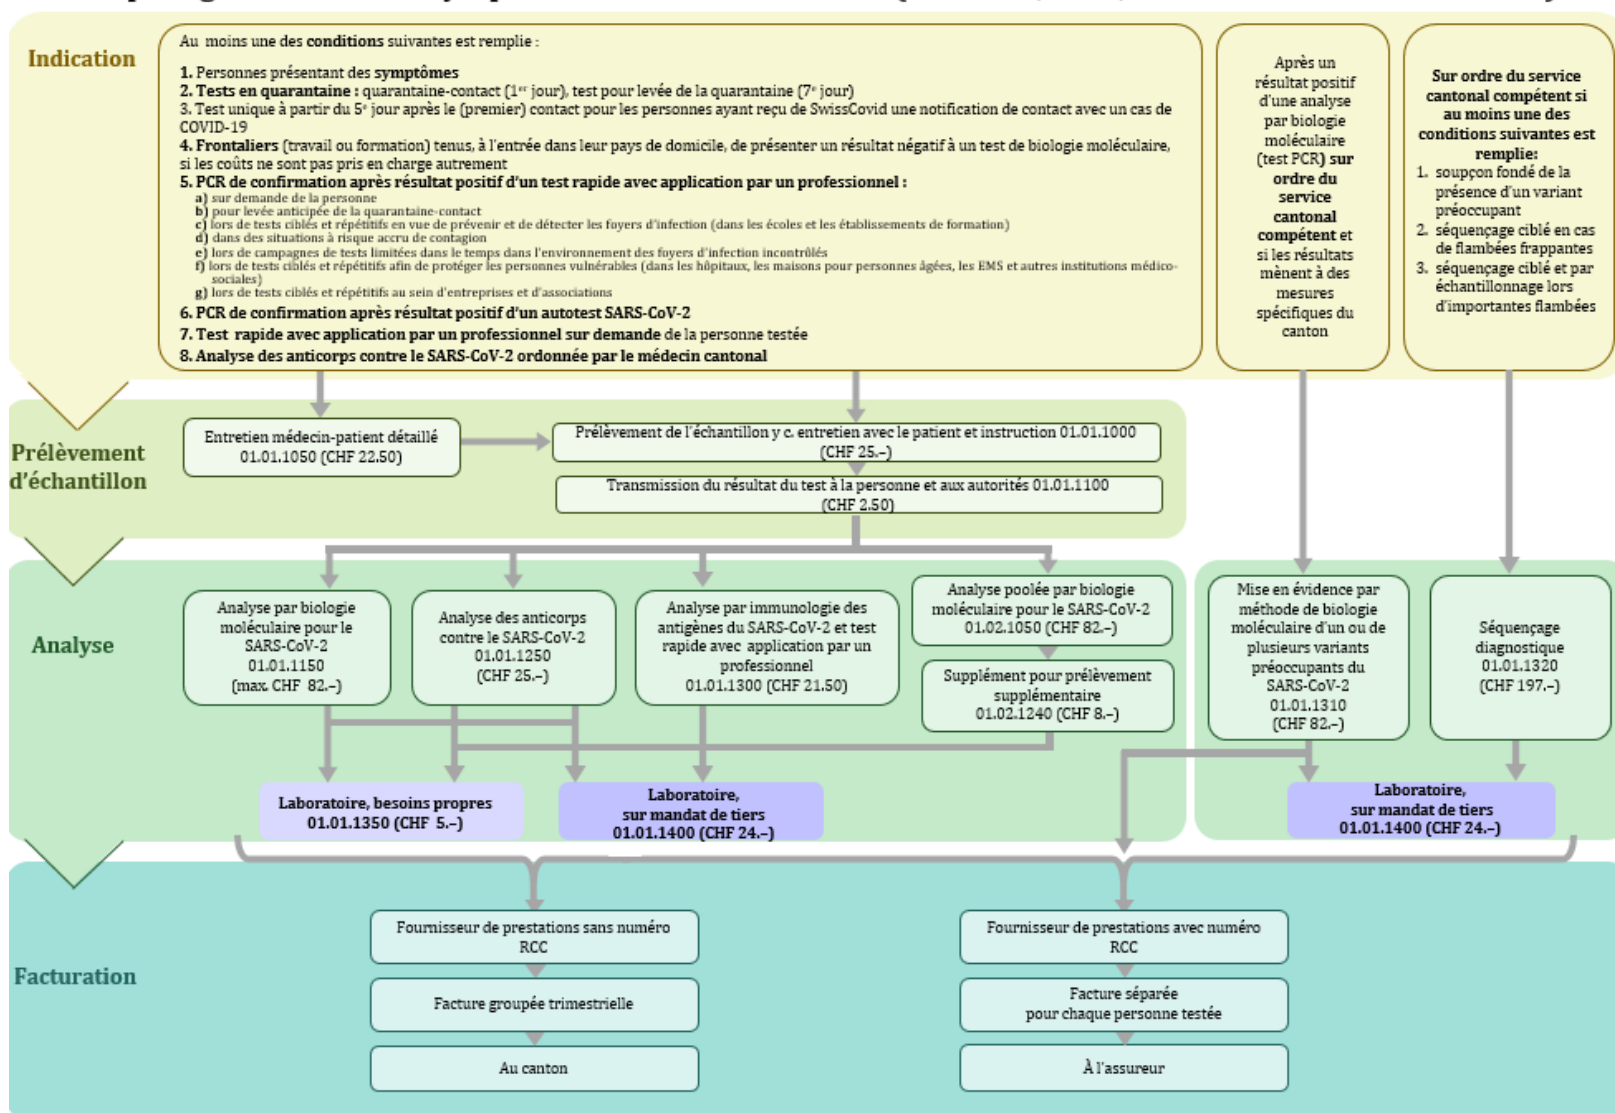 Indication
Au moins une des conditions suivantes est remplie :
1. Personnes présentant des symptômes
2. Tests en quarantaine : quarantaine-contact (1er jour), test pour levée de la quarantaine (7e jour)
3. Test unique à partir du 5e jour après le (premier) contact pour les personnes ayant reçu de SwissCovid une notification de contact avec un cas de
COVID-19
4. Frontaliers (travail ou formation) tenus, à l'entrée dans leur pays de domicile, de présenter un résultat négatif à un test de biologie moléculaire,
si les coûts ne sont pas pris en charge autrement
5. PCR de confirmation après résultat positif d'un test rapide avec application par un professionnel :
a) sur demande de la personne
b) pour levée anticipée de la quarantaine-contact
c) lors de tests ciblés et répétitifs en vue de prévenir et de détecter les foyers d'infection (dans les écoles et les établissements de formation)
d) dans des situations à risque accru de contagion
e) lors de campagnes de tests limitées dans le temps dans l'environnement des foyers d'infection incontrôlés
f) lors de tests ciblés et répétitifs afin de protéger les personnes vulnérables (dans les hôpitaux, les maisons pour personnes âgées, les EMS et autres institutions médico-
sociales)
g) lors de tests ciblés et répétitifs au sein d'entreprises et d'associations
6. PCR de confirmation après résultat positif d'un autotest SARS-CoV-2
7. Test rapide avec application par un professionnel sur demande de la personne testée
8. Analyse des anticorps contre le SARS-CoV-2 ordonnée par le médecin cantonal
Après un
résultat positif
d'une analyse
par biologie
moléculaire
(test PCR) sur
ordre du
service
cantonal
compétent et
si les résultats
mènent à des
mesures
spécifiques du
canton
Sur ordre du service
cantonal compétent si
au moins une des
conditions suivantes est
remplie:
1. soupçon fondé de la
présence d'un variant
préoccupant
2. séquençage ciblé en cas
de flambées frappantes
3. séquençage ciblé et par
échantillonnage lors
d'importantes flambées
Prélèvement
d'échantillon
Entretien médecin-patient détaillé
01.01.1050 (CHF 22.50)
Prélèvement de l'échantillon y c. entretien avec le patient et instruction 01.01.1000
(CHF 25.–)
Transmission du résultat du test à la personne et aux autorités 01.01.1100
(CHF 2.50)
Analyse
Analyse par biologie
moléculaire pour le
SARS-CoV-2
01.01.1150
(max. CHF 82.–)
Analyse des anticorps
contre le SARS-CoV-2
01.01.1250
(CHF 25.–)
Analyse par immunologie des
antigènes du SARS-CoV-2 et test
rapide avec application par un
professionnel
01.01.1300 (CHF 21.50)
Analyse poolée par biologie
moléculaire pour le SARS-CoV-2
01.02.1050 (CHF 82.–)
Supplément pour prélèvement
supplémentaire
01.02.1240 (CHF 8.–)
Mise en évidence par
méthode de biologie
moléculaire d'un ou de
plusieurs variants
préoccupants du
SARS-CoV-2
01.01.1310
(CHF 82.–)
Séquençage
diagnostique
01.01.1320
(CHF 197.–)
Laboratoire, besoins propres
01.01.1350 (CHF 5.–)
Laboratoire,
sur mandat de tiers
01.01.1400 (CHF 24.–)
Laboratoire,
sur mandat de tiers
01.01.1400 (CHF 24.–)
Facturation
Fournisseur de prestations sans numéro
RCC
Facture groupée trimestrielle
Au canton
Fournisseur de prestations avec numéro
RCC
Facture séparée
pour chaque personne testée
À l'assureur